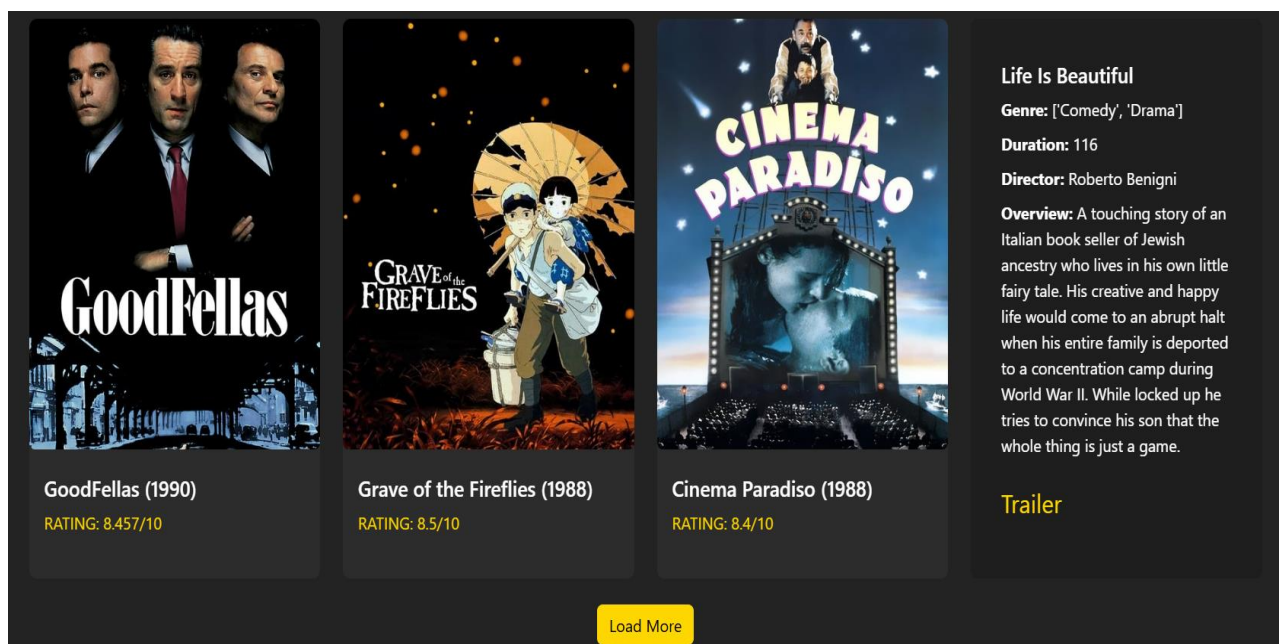 GoodFellas
GRAVE of the
FIREFLIES
CINEMA
PARADISO
GoodFellas (1990)
RATING: 8.457/10
Grave of the Fireflies (1988)
RATING: 8.5/10
Cinema Paradiso (1988)
RATING: 8.4/10
Life Is Beautiful
Genre: ['Comedy', 'Drama']
Duration: 116
Director: Roberto Benigni
Overview: A touching story of an
Italian book seller of Jewish
ancestry who lives in his own little
fairy tale. His creative and happy
life would come to an abrupt halt
when his entire family is deported
to a concentration camp during
World War II. While locked up he
tries to convince his son that the
whole thing is just a game.
Trailer
Load More